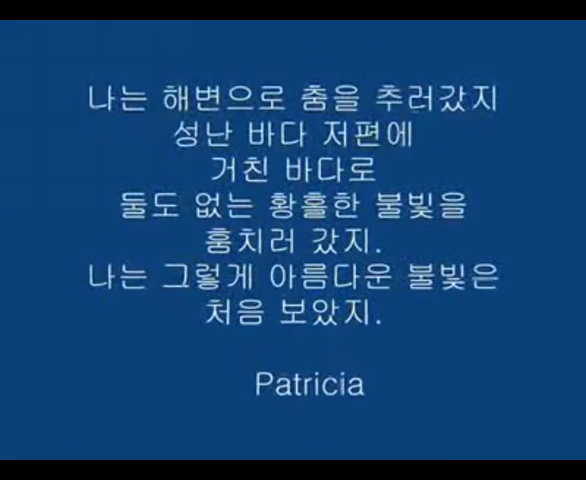 나는 해변으로 춤을 추러갔지
성난 바다 저편에
거친 바다로
둘도 없는 황홀한 불빛을
훔치러 갔지.
나는 그렇게 아름다운 불빛은
처음 보았지.
Patricia